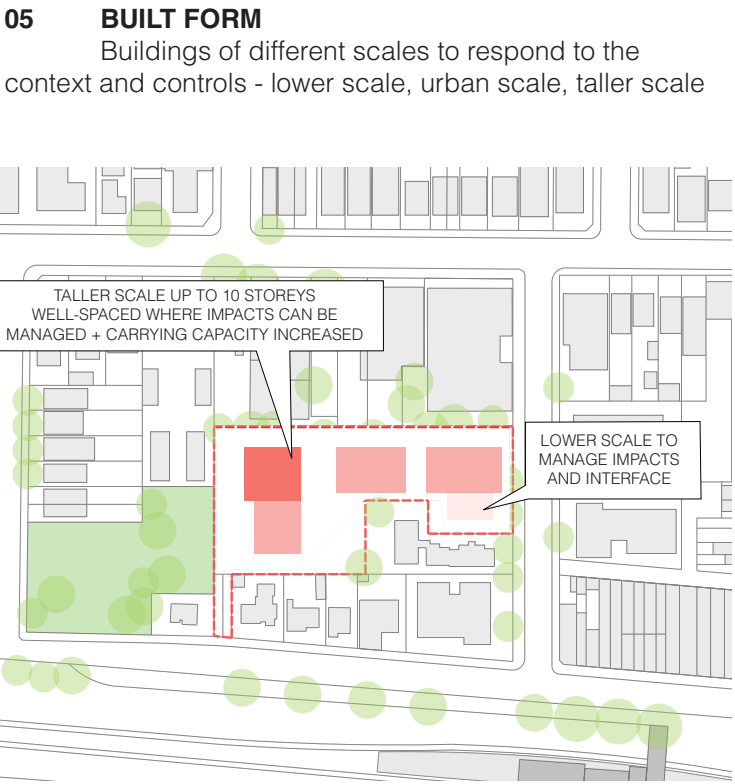 05 BUILT FORM
Buildings of different scales to respond to the
context and controls - lower scale, urban scale, taller scale
TALLER SCALE UP TO 10 STOREYS
WELL-SPACED WHERE IMPACTS CAN BE
MANAGED + CARRYING CAPACITY INCREASED
LOWER SCALE TO
MANAGE IMPACTS
AND INTERFACE